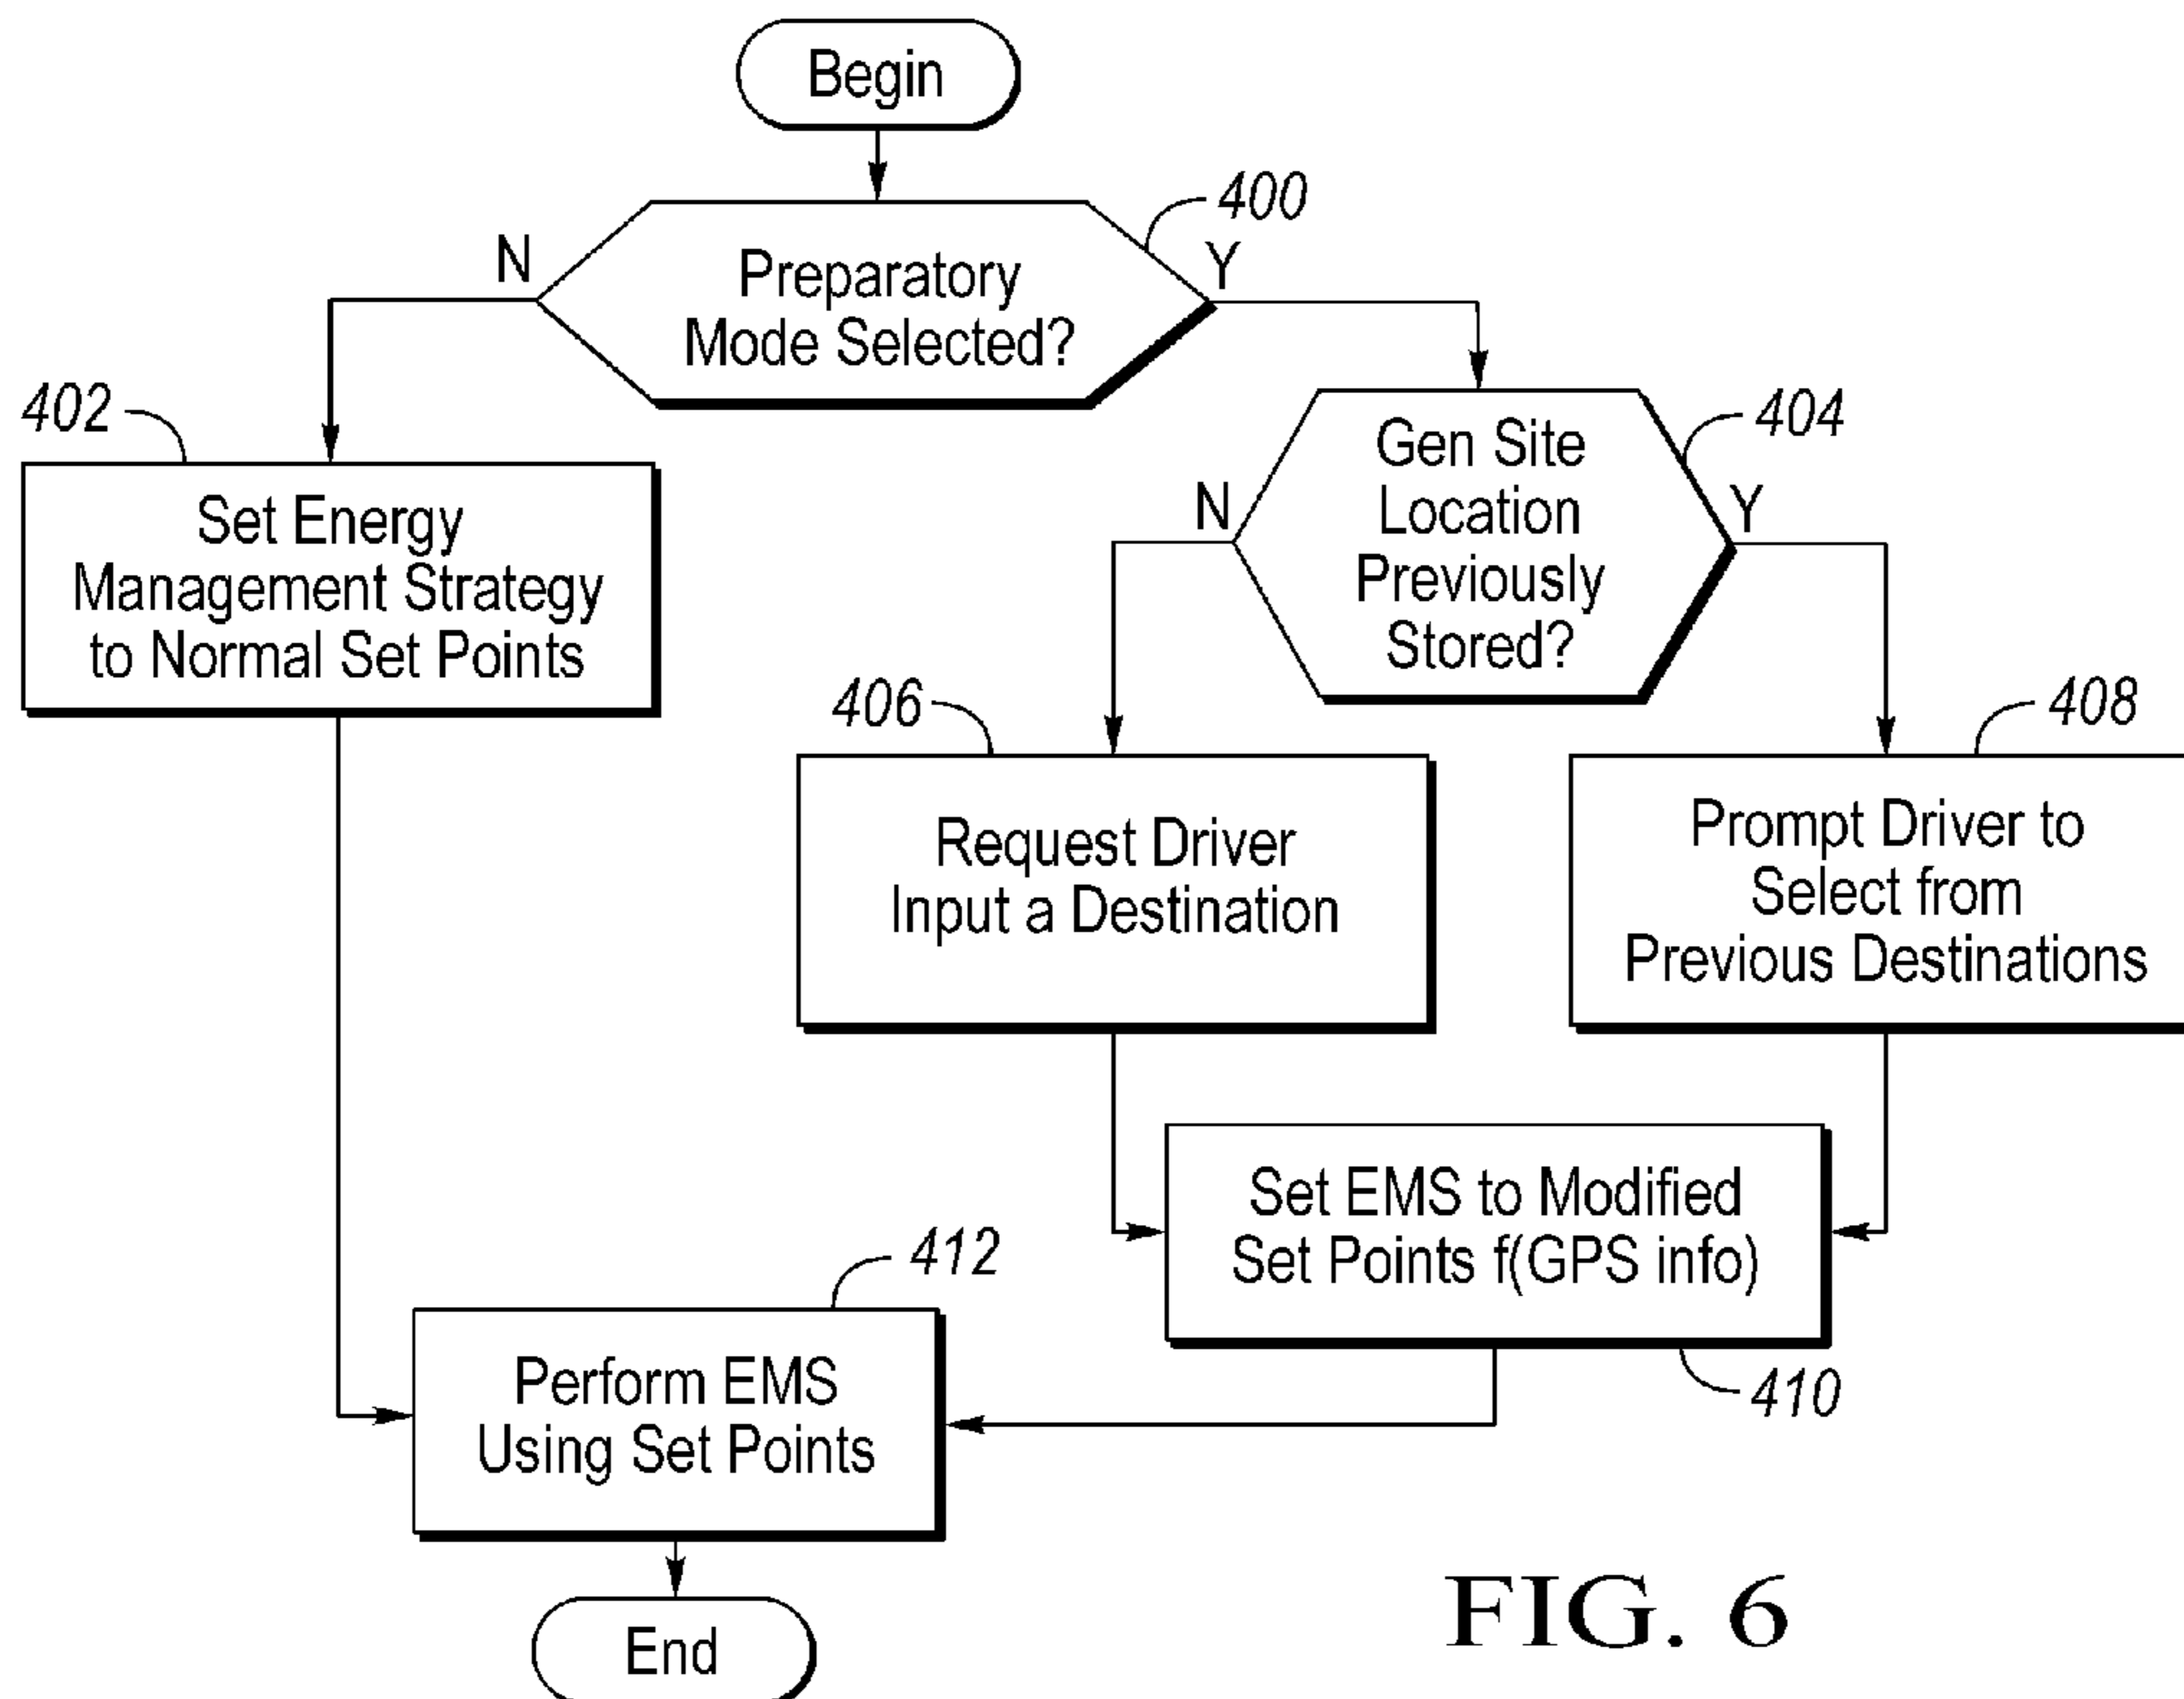 Begin
400
N
Y
Preparatory
Mode Selected?
402
404
Set Energy
Management Strategy
to Normal Set Points
Gen Site
Location
Previously
Stored?
N
Y
406
408
Request Driver
Input a Destination
Prompt Driver to
Select from
Previous Destinations
Set EMS to Modified
Set Points f(GPS info)
410
412
Perform EMS
Using Set Points
End
FIG. 6